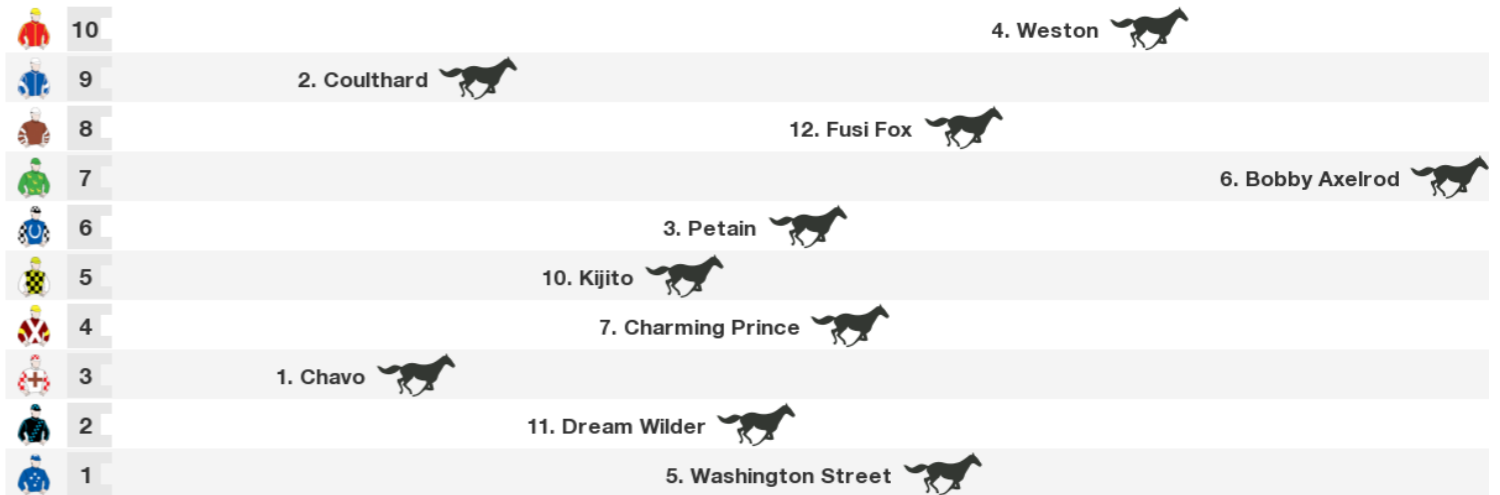 10 4. Weston
9 2. Coulthard
8 12. Fusi Fox
7 6. Bobby Axelrod
6 3. Petain
5 10. Kijito
4 7. Charming Prince
3 1. Chavo
2 11. Dream Wilder
1 5. Washington Street